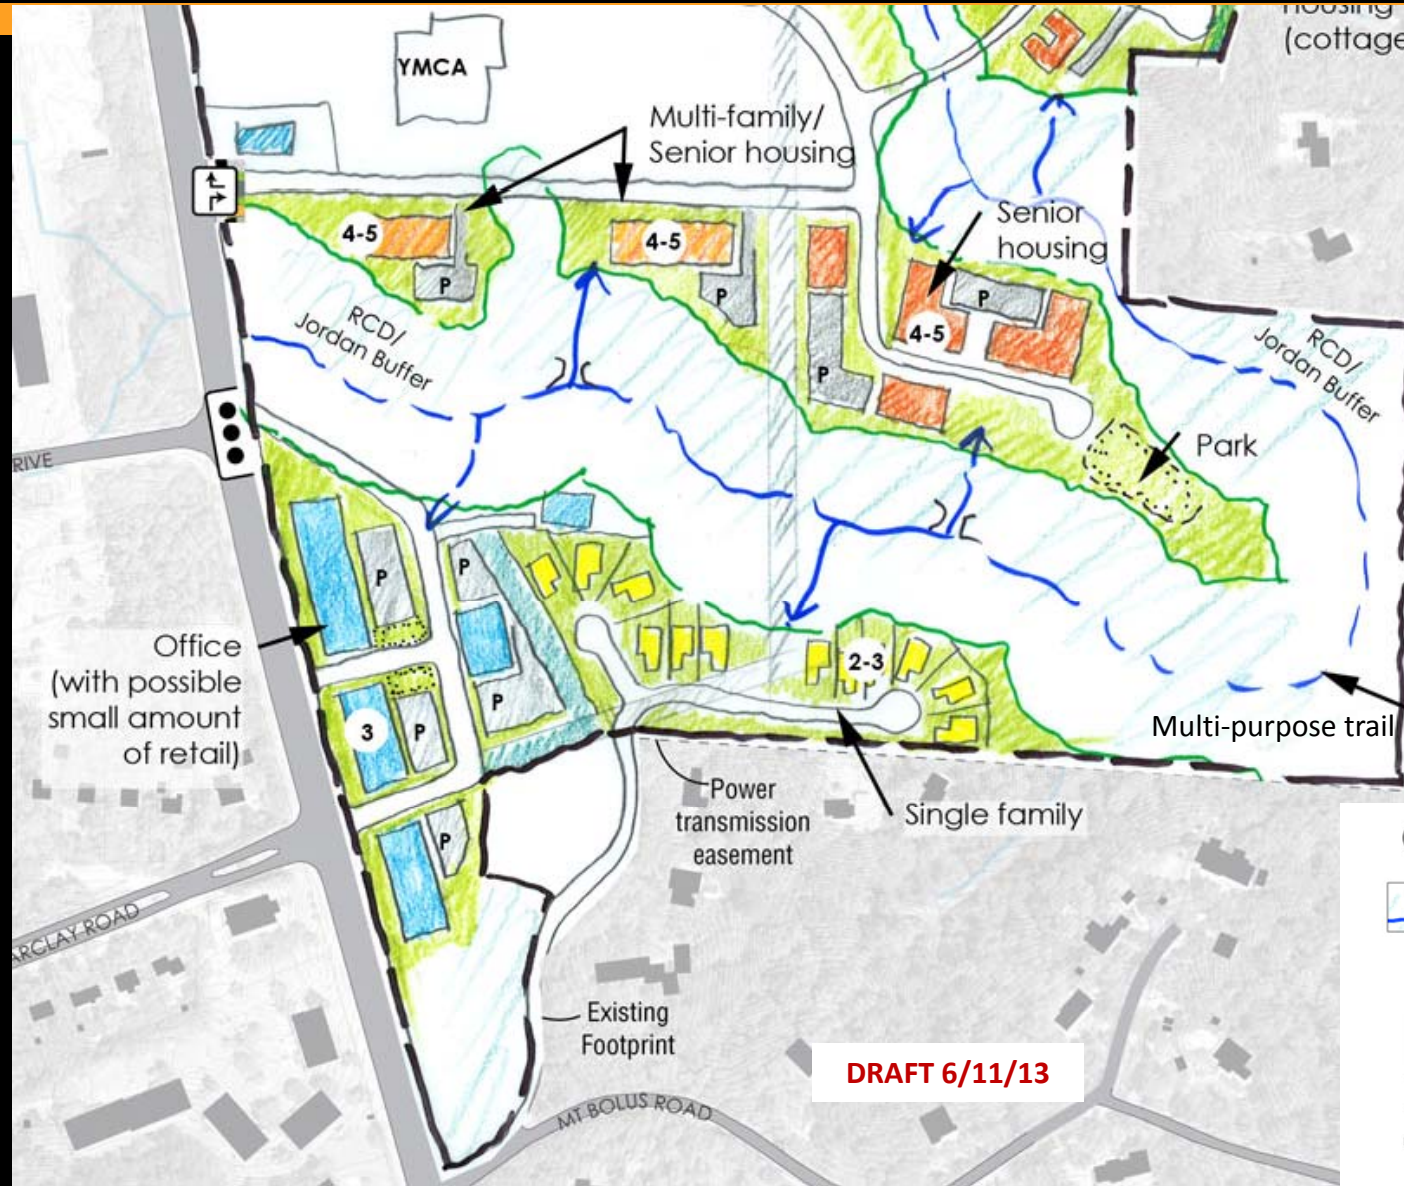 housing
(cottage
YMCA
Multi-family/
Senior housing
4-5
P
4-5
P
Senior
housing
P
4-5
P
RCD/
Jordan Buffer
RCD/
Jordan Buffer
Park
RIVE
P
P
Office
(with possible
small amount
of retail)
3
P
P
2-3
Multi-purpose trail
Power
transmission
easement
Single family
P
ARCLAY ROAD
Existing
Footprint
DRAFT 6/11/13
MT BOLUS ROAD